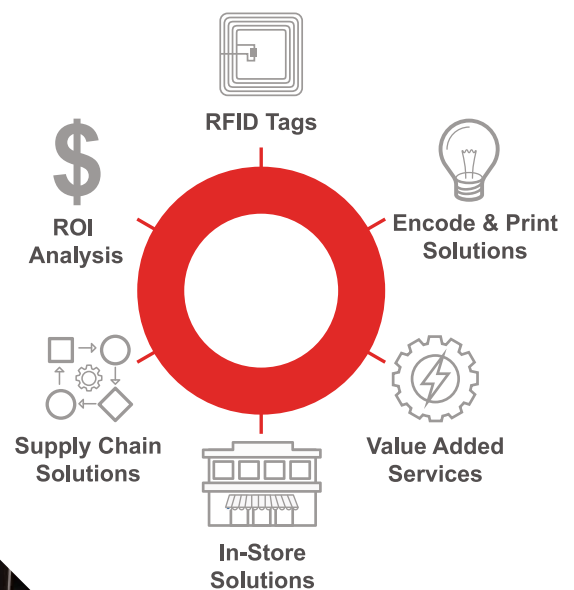 RFID Tags
Encode & Print
Solutions
Value Added
Services
In-Store
Solutions
Supply Chain
Solutions
$
ROI
Analysis